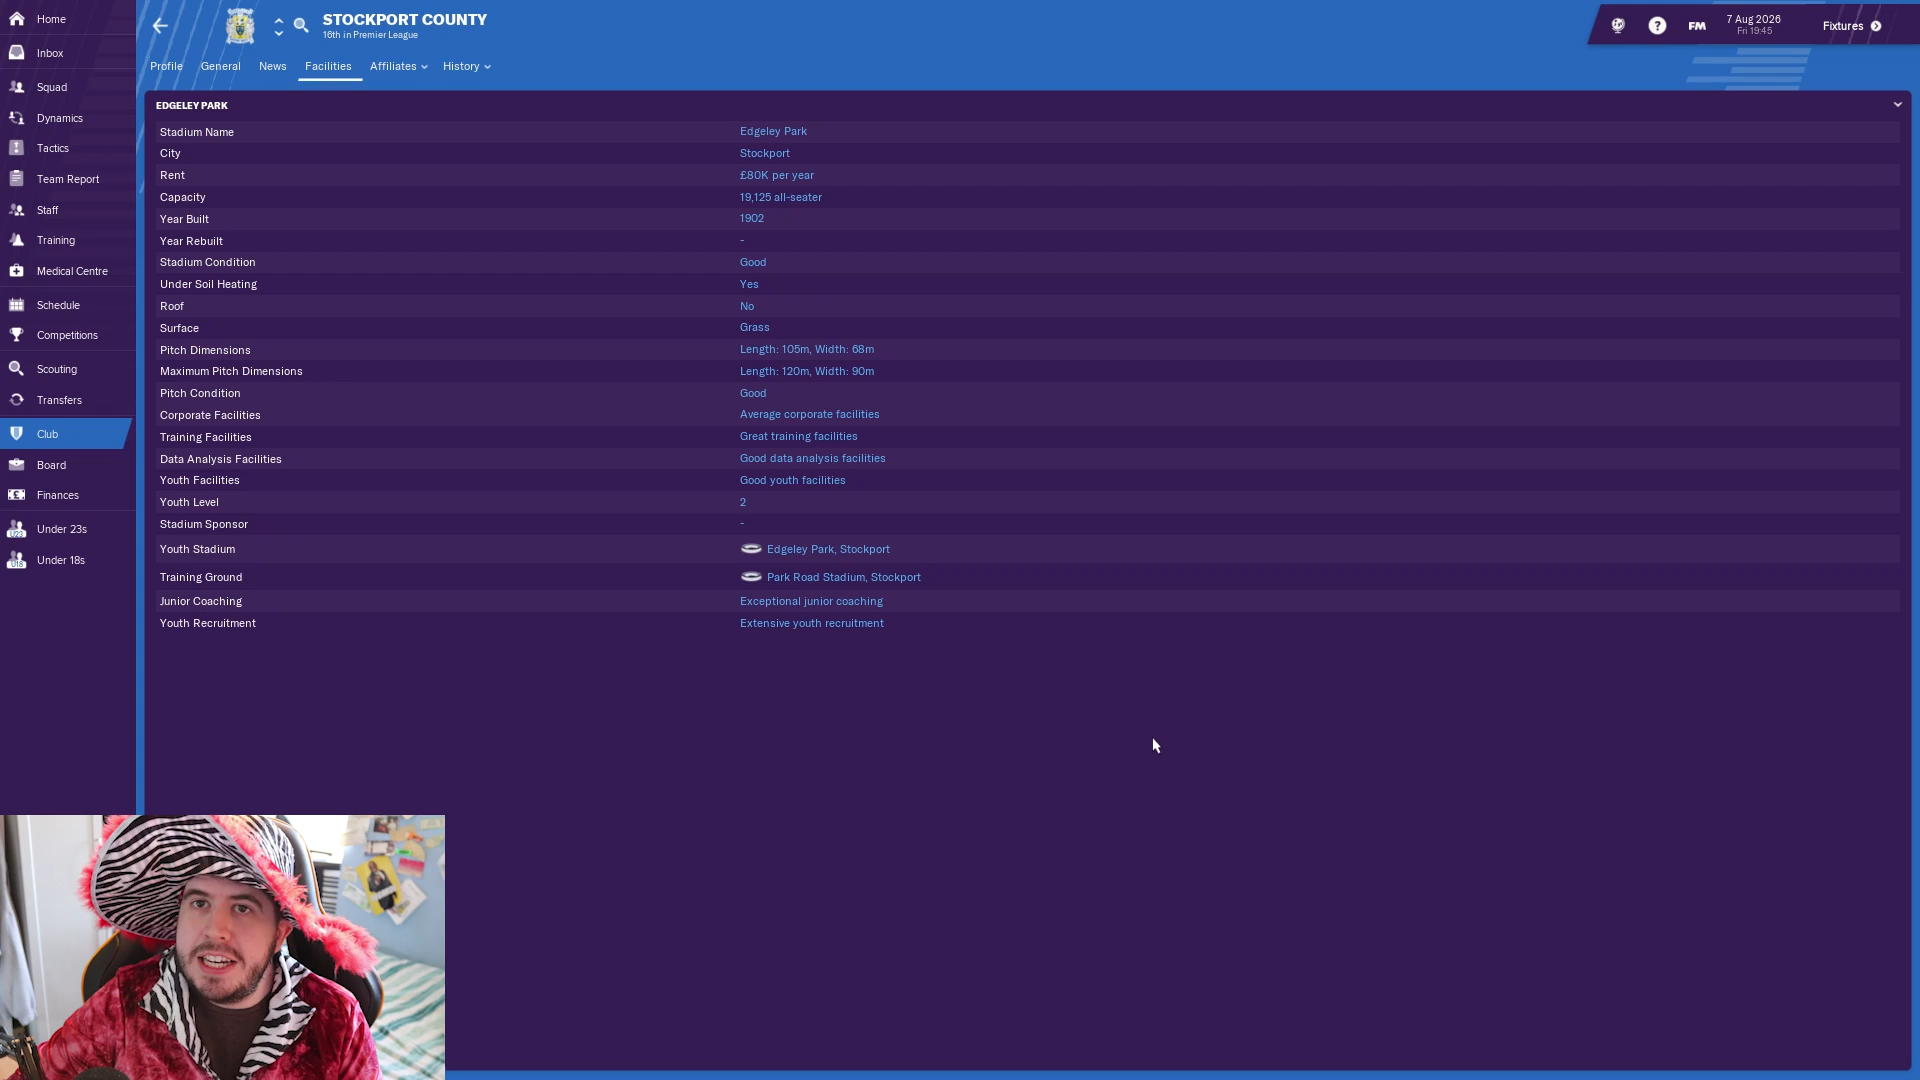 Home
Inbox
Squad
Dynamics
Tactics
Team Report
Staff
Training
Medical Centre
Schedule
Competitions
Scouting
Transfers
Club
Board
Finances
Under 23s
Under 18s
STOCKPORT COUNTY
16th in Premier League
FM
7 Aug 2026
Fri 19:45
Fixtures
Profile
General
News
Facilities
Affiliates
History
EDGELEY PARK
Stadium Name Edgeley Park
City Stockport
Rent £80K per year
Capacity 19,125 all-seater
Year Built 1902
Year Rebuilt -
Stadium Condition Good
Under Soil Heating Yes
Roof No
Surface Grass
Pitch Dimensions Length: 105m, Width: 68m
Maximum Pitch Dimensions Length: 120m, Width: 90m
Pitch Condition Good
Corporate Facilities Average corporate facilities
Training Facilities Great training facilities
Data Analysis Facilities Good data analysis facilities
Youth Facilities Good youth facilities
Youth Level 2
Stadium Sponsor -
Youth Stadium Edgeley Park, Stockport
Training Ground Park Road Stadium, Stockport
Junior Coaching Exceptional junior coaching
Youth Recruitment Extensive youth recruitment